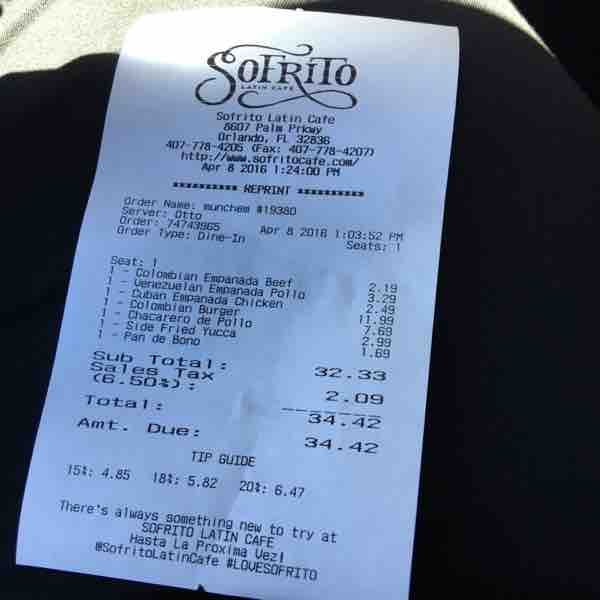 SOFRITO
LATIN CAFE
Sofrito Latin Cafe
8607 Palm Prkwy
Orlando, FL 32836
407-778-4205 (Fax: 407-778-4207)
http://www.sofritocafe.com/
Apr 8 2016 1:24:00 PM
********** REPRINT **********
Order Name: munchem #19380
Server: Otto
Order: 74743965 Apr 8 2016 1:03:52 PM
Order Type: Dine-In Seats: 1
Seat: 1
1 - Colombian Empanada Beef 2.19
1 - Venezuelan Empanada Pollo 3.29
1 - Cuban Empanada Chicken 2.49
1 - Colombian Burger 11.99
1 - Chacarero de Pollo 7.69
1 - Side Fried Yucca 2.99
1 - Pan de Bono 1.69
Sub Total: 32.33
Sales Tax
(6.50%): 2.09
Total: 34.42
Amt. Due: 34.42
TIP GUIDE
15%: 4.85 18%: 5.82 20%: 6.47
There's always something new to try at
SOFRITO LATIN CAFE
Hasta La Proxima Vez!
@SofritoLatinCafe #LOVESOFRITO